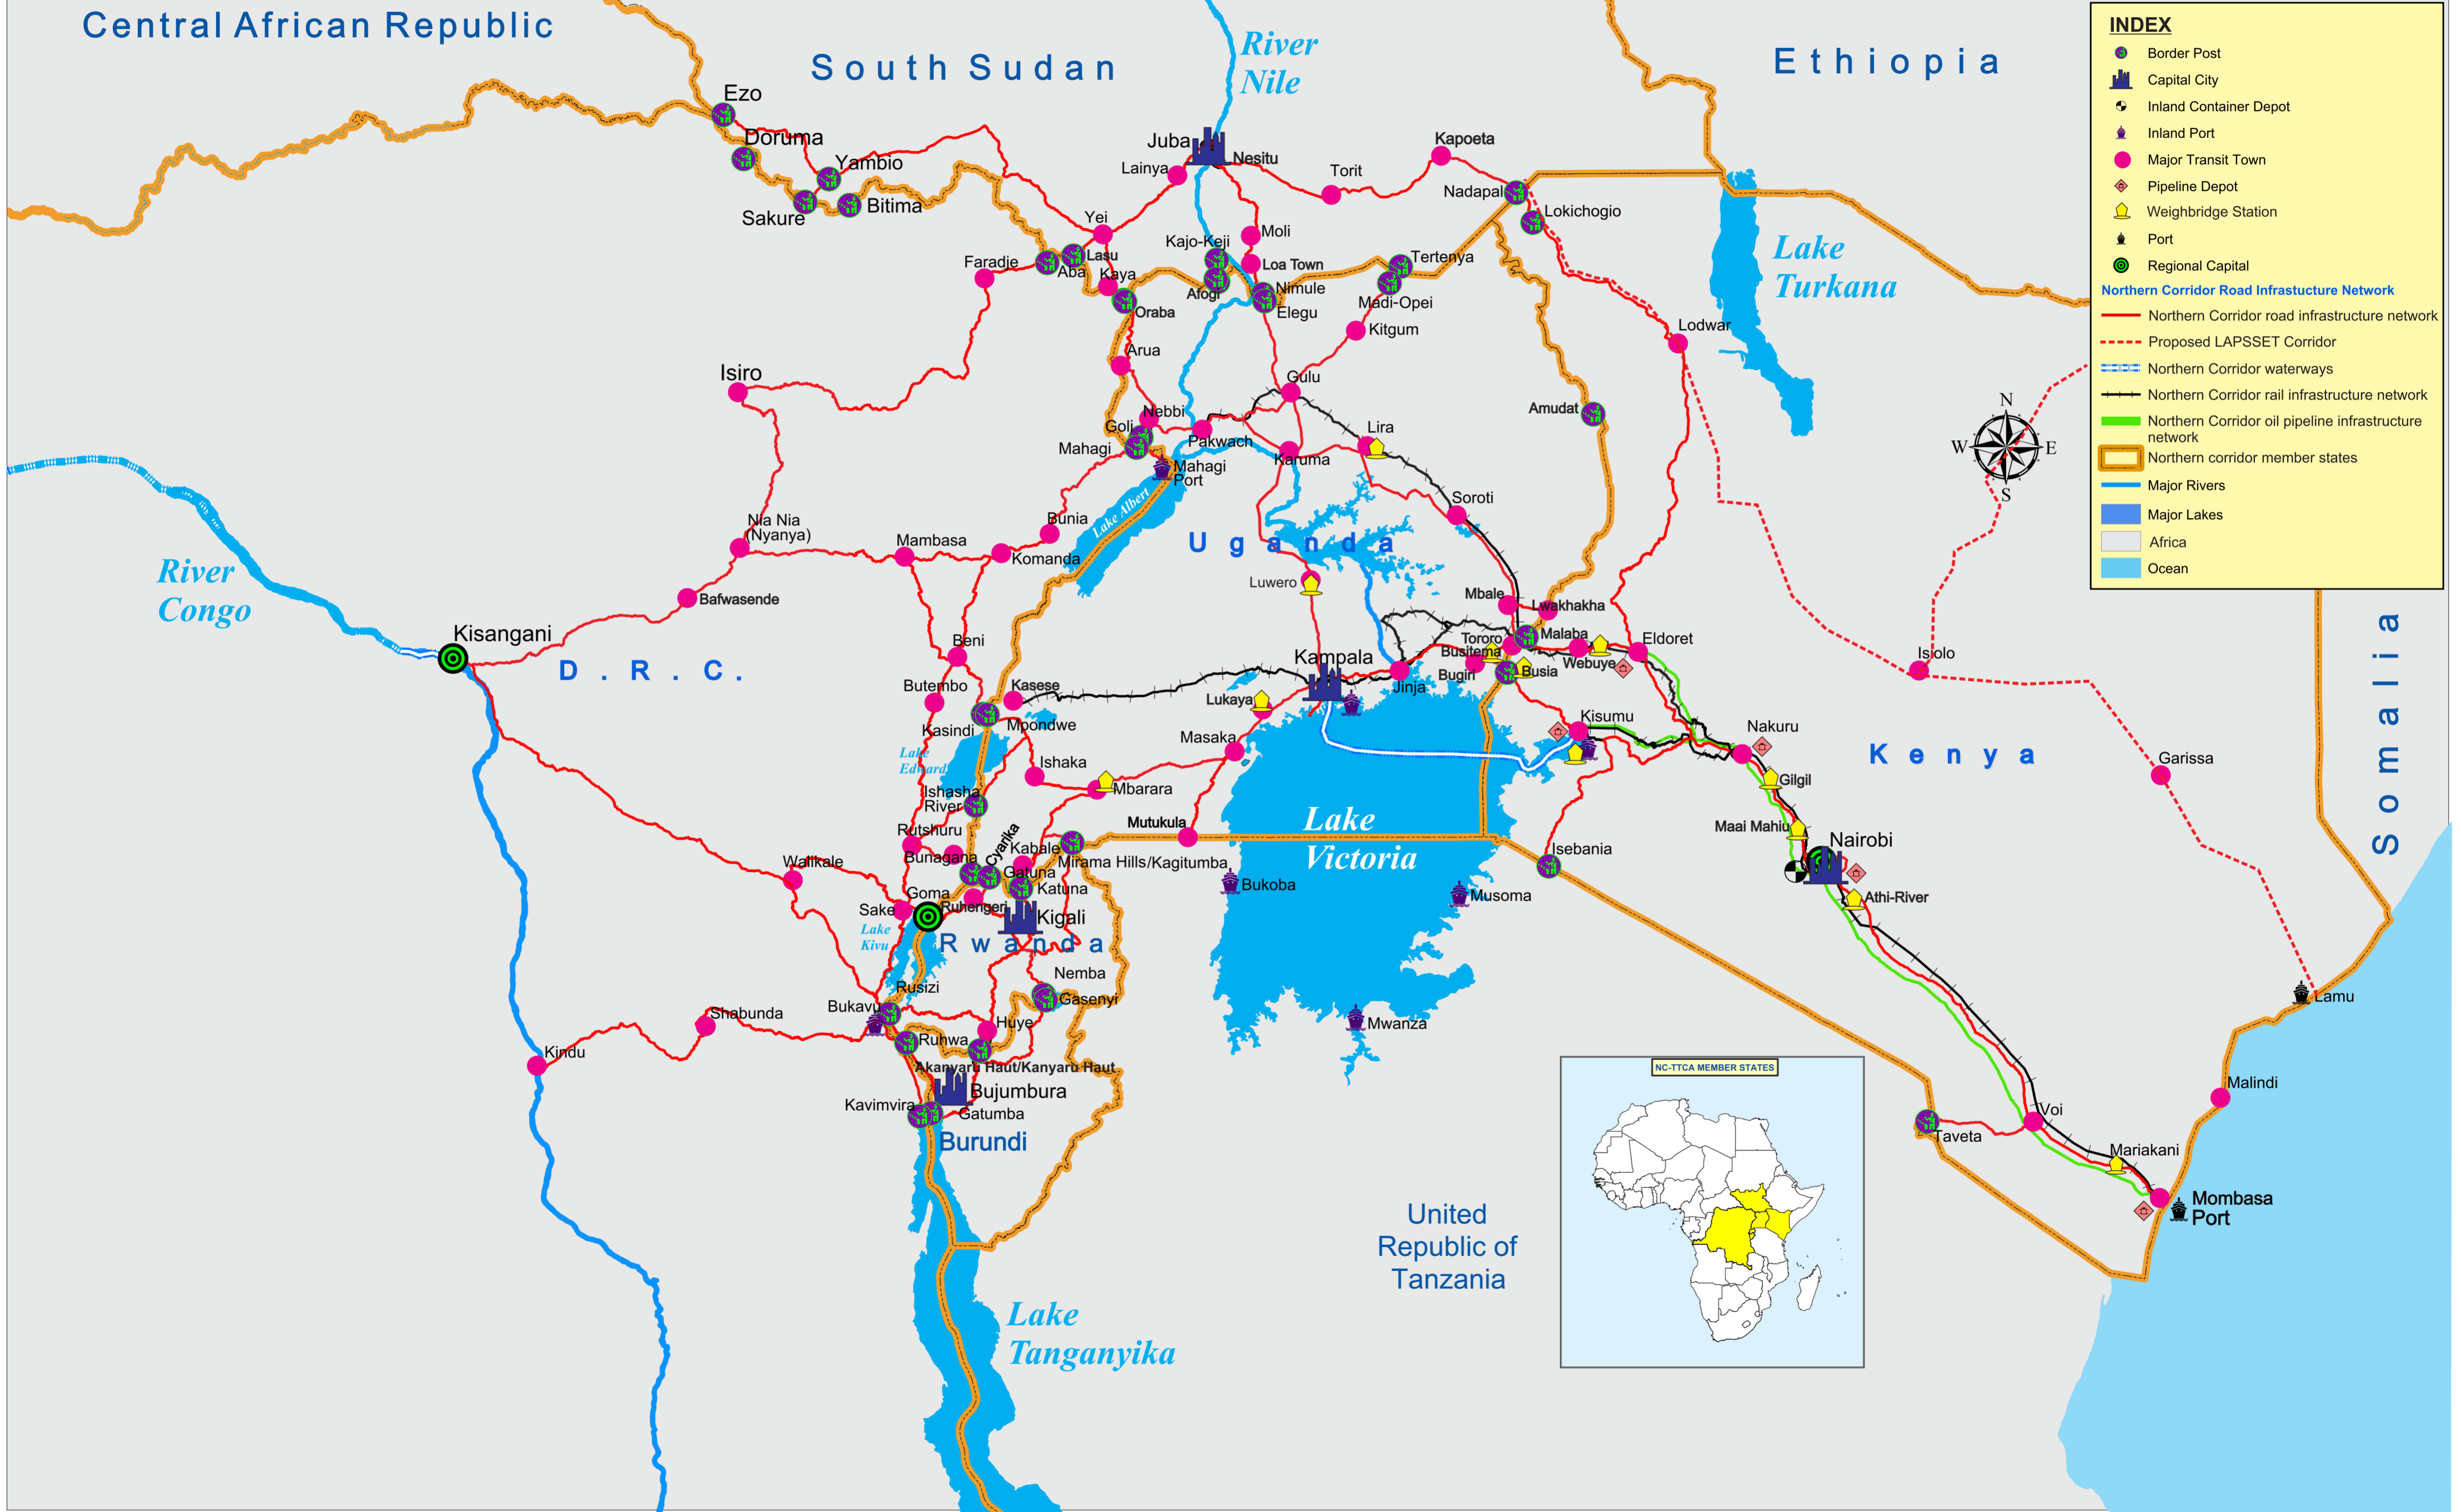 Central African Republic
South Sudan
River
Nile
Ethiopia
Ezo
Doruma
Yambio
Sakure
Bitima
Juba
Nesitu
Lainya
Torit
Kapoeta
Nadapal
Lokichogio
Yei
Moli
Kajo-Keji
Loa Town
Lasu
Aba
Faradje
Kaya
Afogi
Nimule
Elegu
Tertenya
Madi-Opei
Oraba
Kitgum
Lake
Turkana
Lodwar
Arua
Isiro
Gulu
Nebbi
Goli
Amudat
Mahagi
Pakwach
Lira
Karuma
Mahagi
Port
Soroti
Lake Albert
Bunia
Nia Nia
(Nyanya)
Mambasa
Komanda
Uganda
River
Congo
Luwero
Bafwasende
Mbale
Lwakhakha
Kisangani
Beni
Tororo
Malaba
Eldoret
Busitema
Webuye
Kampala
Bugiri
Busia
Isiolo
D.R.C.
Jinja
Butembo
Kasese
Lukaya
Kasindi
Mpondwe
Kisumu
Nakuru
Masaka
Lake
Edward
Kenya
Garissa
Somalia
Ishaka
Mbarara
Gilgil
Ishasha
River
Mutukula
Lake
Victoria
Maai Mahiu
Nairobi
Rutshuru
Bunagana
Cyanika
Kabale
Mirama Hills/Kagitumba
Isebania
Walikale
Gatuna
Katuna
Bukoba
Musoma
Athi-River
Goma
Sake
Ruhengeri
Kigali
Lake
Kivu
Rwanda
Nemba
Rusizi
Gasenyi
Lamu
Bukavu
Shabunda
Huye
Mwanza
Ruhwa
Kindu
Akanyaru Haut/Kanyaru Haut
Bujumbura
Malindi
Kavimvira
Gatumba
Voi
Taveta
Burundi
Mariakani
Mombasa
Port
United
Republic of
Tanzania
Lake
Tanganyika
NC-TTCA MEMBER STATES
N
W
E
S
INDEX
Border Post
Capital City
Inland Container Depot
Inland Port
Major Transit Town
Pipeline Depot
Weighbridge Station
Port
Regional Capital
Northern Corridor Road Infrastucture Network
Northern Corridor road infrastructure network
Proposed LAPSSET Corridor
Northern Corridor waterways
Northern Corridor rail infrastructure network
Northern Corridor oil pipeline infrastructure
network
Northern corridor member states
Major Rivers
Major Lakes
Africa
Ocean